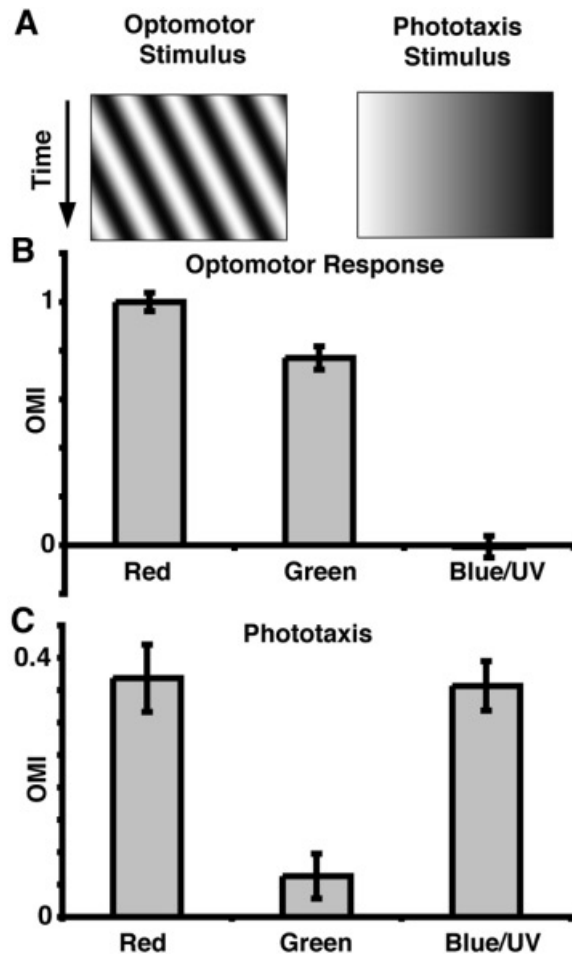 A
Optomotor
Stimulus
Phototaxis
Stimulus
Time
B
Optomotor Response
1
OMI
0
Red
Green
Blue/UV
C
Phototaxis
0.4
OMI
0
Red
Green
Blue/UV